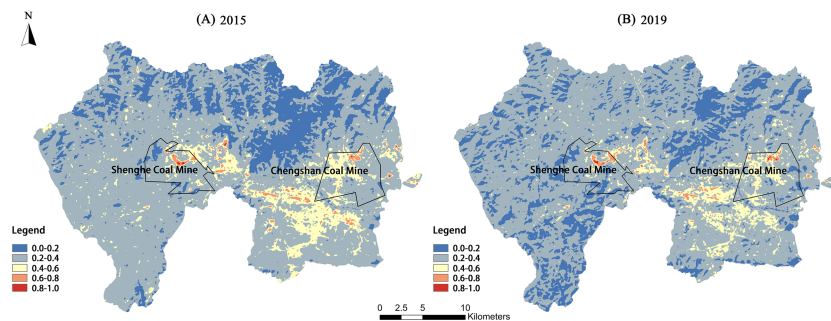 (A) 2015
(B) 2019
N
Shenghe Coal Mine
Chengshan Coal Mine
Shenghe Coal Mine
Chengshan Coal Mine
Legend
0.0-0.2
0.2-0.4
0.4-0.6
0.6-0.8
0.8-1.0
Legend
0.0-0.2
0.2-0.4
0.4-0.6
0.6-0.8
0.8-1.0
0 2.5 5 10
Kilometers